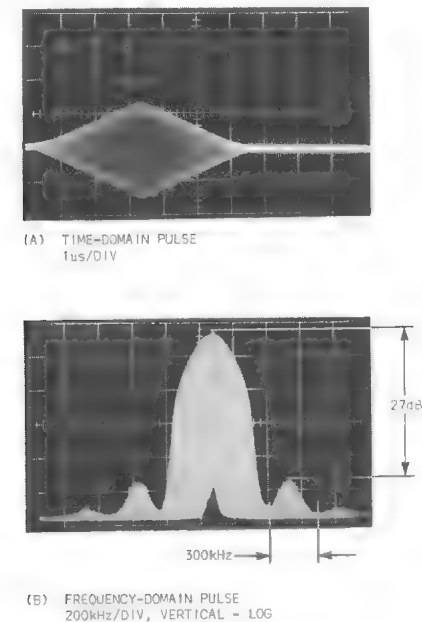 (A) TIME-DOMAIN PULSE
1us/DIV
27dB
300kHz
(B) FREQUENCY-DOMAIN PULSE
200kHz/DIV, VERTICAL - LOG